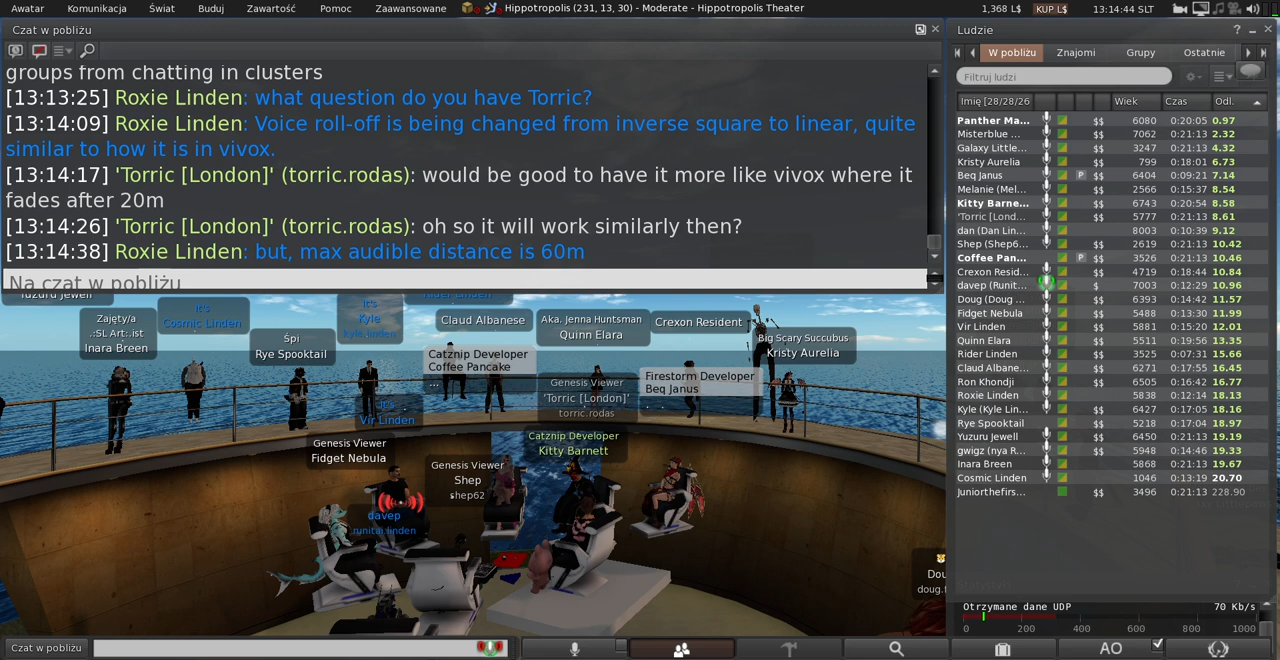 Awatar Komunikacja Świat Buduj Zawartość Pomoc Zaawansowane Hippotropolis (231, 13, 30) - Moderate - Hippotropolis Theater 1,368 L$ KUP L$ 13:14:44 SLT
Czat w pobliżu
groups from chatting in clusters
[13:13:25] Roxie Linden: what question do you have Torric?
[13:14:09] Roxie Linden: Voice roll-off is being changed from inverse square to linear, quite
similar to how it is in vivox.
[13:14:17] 'Torric [London]' (torric.rodas): would be good to have it more like vivox where it
fades after 20m
[13:14:26] 'Torric [London]' (torric.rodas): oh so it will work similarly then?
[13:14:38] Roxie Linden: but, max audible distance is 60m
Na czat w pobliżu
Yuzuru Jewell
Rider Linden
Zajęty/a
.:SL Art:.ist
Inara Breen
It's
Cosmic Linden
Śpi
Rye Spooktail
It's
Kyle
kyle.linden
Claud Albanese
Aka. Jenna Huntsman
Quinn Elara
Crexon Resident
Big Scary Succubus
Kristy Aurelia
Catznip Developer
Coffee Pancake
...
Genesis Viewer
'Torric [London]'
torric.rodas
Firestorm Developer
Beq Janus
It's
Vir Linden
Genesis Viewer
Fidget Nebula
Catznip Developer
Kitty Barnett
Genesis Viewer
Shep
shep62
davep
runitai.linden
Dou
doug.
Czat w pobliżu
AO
Ludzie
W pobliżu Znajomi Grupy Ostatnie
Filtruj ludzi
Imię [28/28/26 Wiek Czas Odl.
Panther Ma... $$ 6080 0:20:05 0.97
Misterblue ... 7062 0:21:13 2.32
Galaxy Little... $$ 3247 0:21:13 4.32
Kristy Aurelia $$ 799 0:18:01 6.73
Beq Janus P $$ 6404 0:09:21 7.14
Melanie (Mel... $$ 2566 0:15:37 8.54
Kitty Barne... $$ 6743 0:20:54 8.58
'Torric [Lond... $$ 5777 0:21:13 8.61
dan (Dan Lin... 8003 0:10:39 9.12
Shep (Shep6... $$ 2619 0:21:13 10.42
Coffee Pan... P $$ 3526 0:21:13 10.46
Crexon Resid... $$ 4719 0:18:44 10.84
davep (Runit... $ 7003 0:12:29 10.96
Doug (Doug ... $$ 6393 0:14:42 11.57
Fidget Nebula $$ 5488 0:13:30 11.99
Vir Linden $$ 5881 0:15:20 12.01
Quinn Elara $$ 5511 0:19:56 13.35
Rider Linden $$ 3525 0:07:31 15.66
Claud Albane... $$ 6271 0:17:55 16.45
Ron Khondji $$ 6505 0:16:42 16.77
Roxie Linden 5838 0:12:14 18.13
Kyle (Kyle Lin... $$ 6427 0:17:05 18.16
Rye Spooktail $$ 5218 0:17:04 18.97
Yuzuru Jewell $$ 6450 0:21:13 19.19
gwigz (nya R... $$ 5948 0:14:46 19.33
Inara Breen 5868 0:21:13 19.67
Cosmic Linden 1046 0:13:19 20.70
Juniorthefirs... $$ 3496 0:21:13 228.90
Otrzymane dane UDP 70 Kb/s
0 200 400 600 800 1000